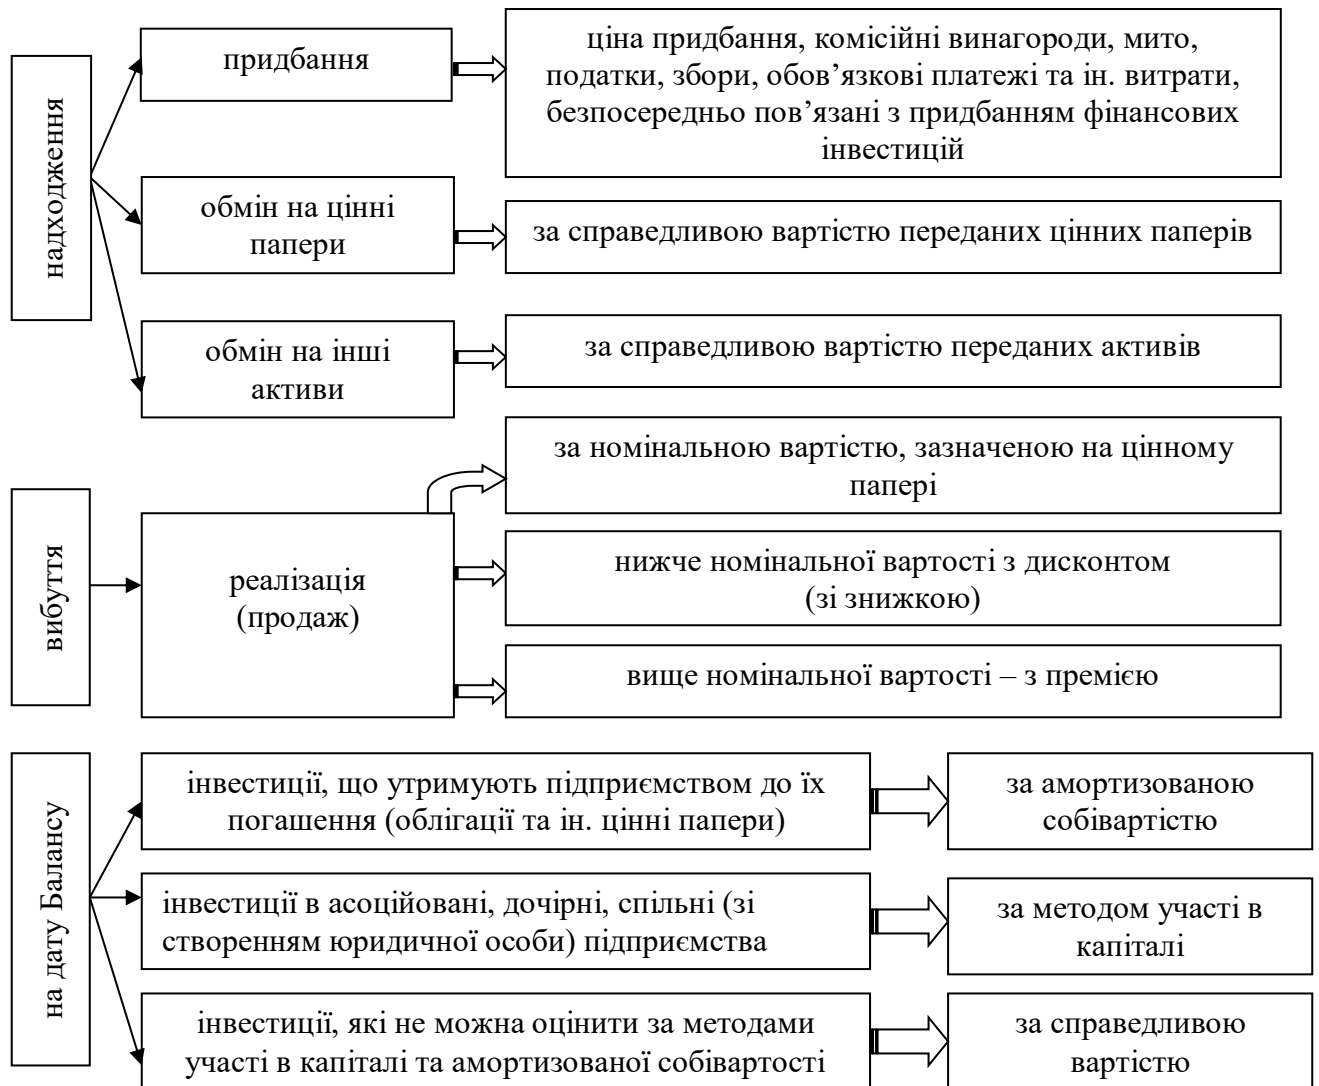 надходження
придбання
ціна придбання, комісійні винагороди, мито,
податки, збори, обов’язкові платежі та ін. витрати,
безпосередньо пов’язані з придбанням фінансових
інвестицій
обмін на цінні
папери
за справедливою вартістю переданих цінних паперів
обмін на інші
активи
за справедливою вартістю переданих активів
вибуття
реалізація
(продаж)
за номінальною вартістю, зазначеною на цінному
папері
нижче номінальної вартості з дисконтом
(зі знижкою)
вище номінальної вартості – з премією
на дату Балансу
інвестиції, що утримують підприємством до їх
погашення (облігації та ін. цінні папери)
за амортизованою
собівартістю
інвестиції в асоційовані, дочірні, спільні (зі
створенням юридичної особи) підприємства
за методом участі в
капіталі
інвестиції, які не можна оцінити за методами
участі в капіталі та амортизованої собівартості
за справедливою
вартістю